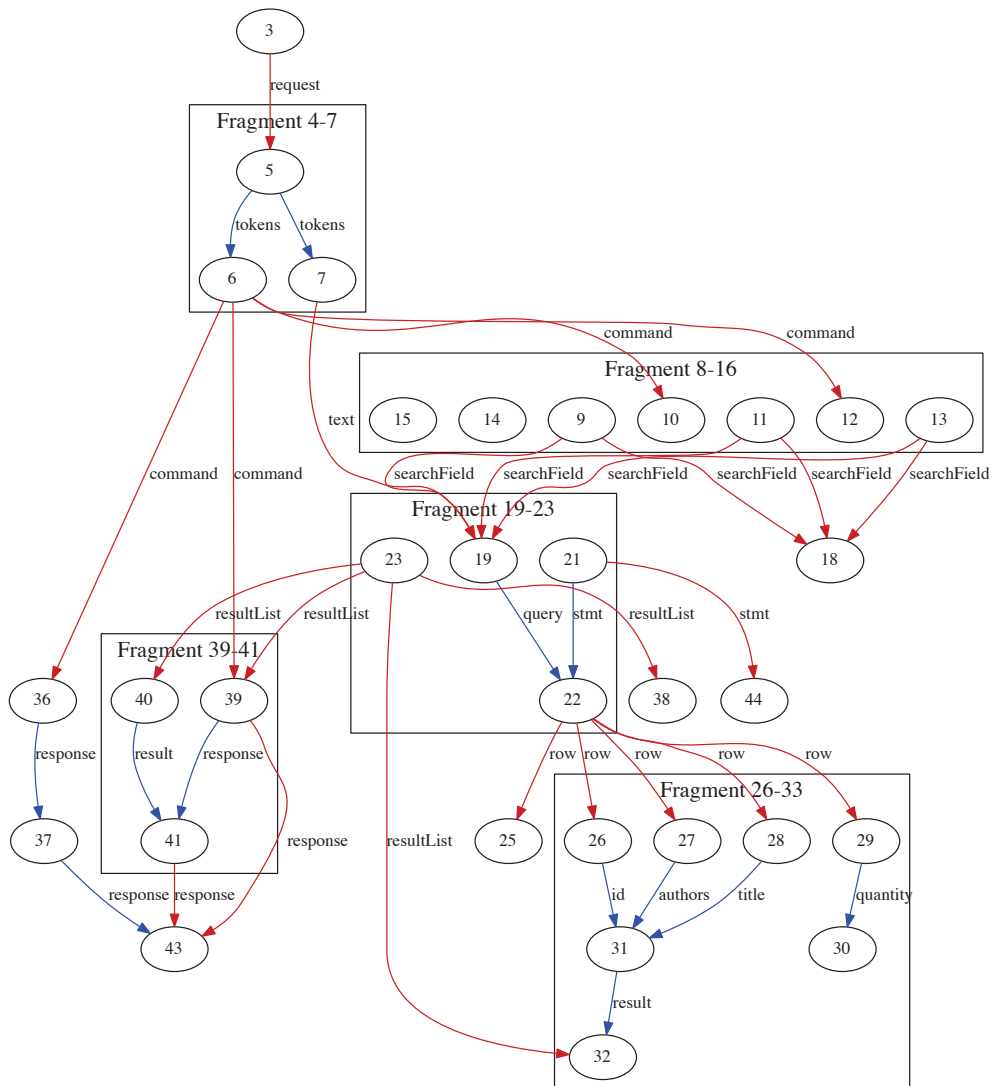 3
request
Fragment 4-7
5
tokens tokens
6 7
command command
Fragment 8-16
15 14 9 10 11 12 13
text
command command searchField searchField searchField searchField searchField searchField
Fragment 19-23
23 19 21 18
resultList resultList query stmt resultList stmt
Fragment 39-41
36 40 39 22 38 44
response result response row row row row row
Fragment 26-33
37 41 response resultList 25 26 27 28 29
response response id authors title quantity
43 31 30
result
32